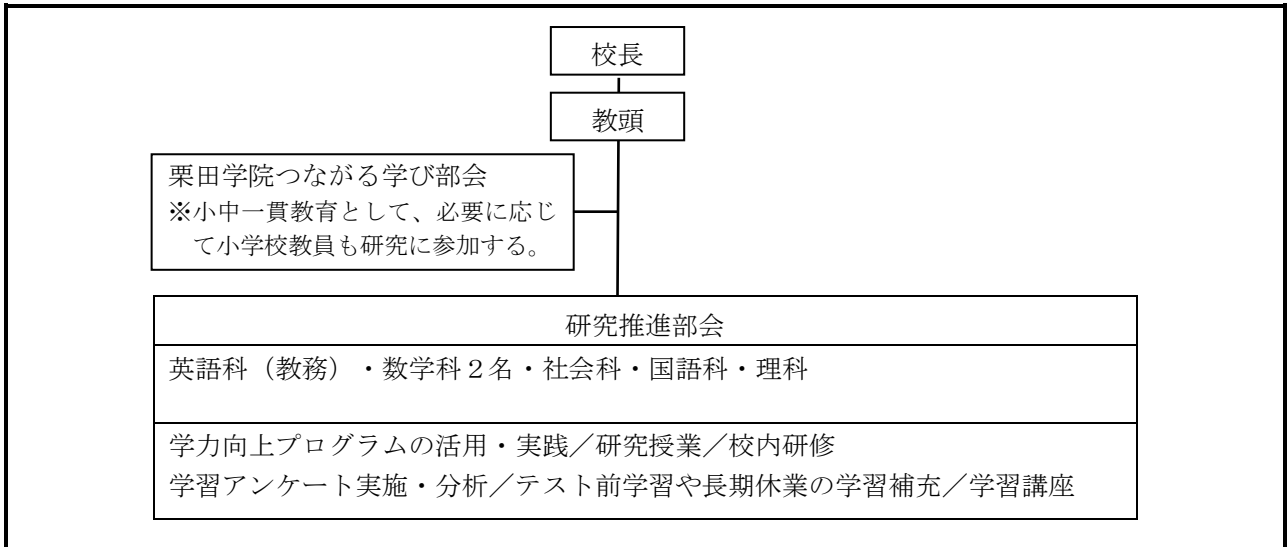 校長
教頭
栗田学院つながる学び部会
※小中一貫教育として、必要に応じ
て小学校教員も研究に参加する。
研究推進部会
英語科（教務）・数学科２名・社会科・国語科・理科
学力向上プログラムの活用・実践／研究授業／校内研修
学習アンケート実施・分析／テスト前学習や長期休業の学習補充／学習講座